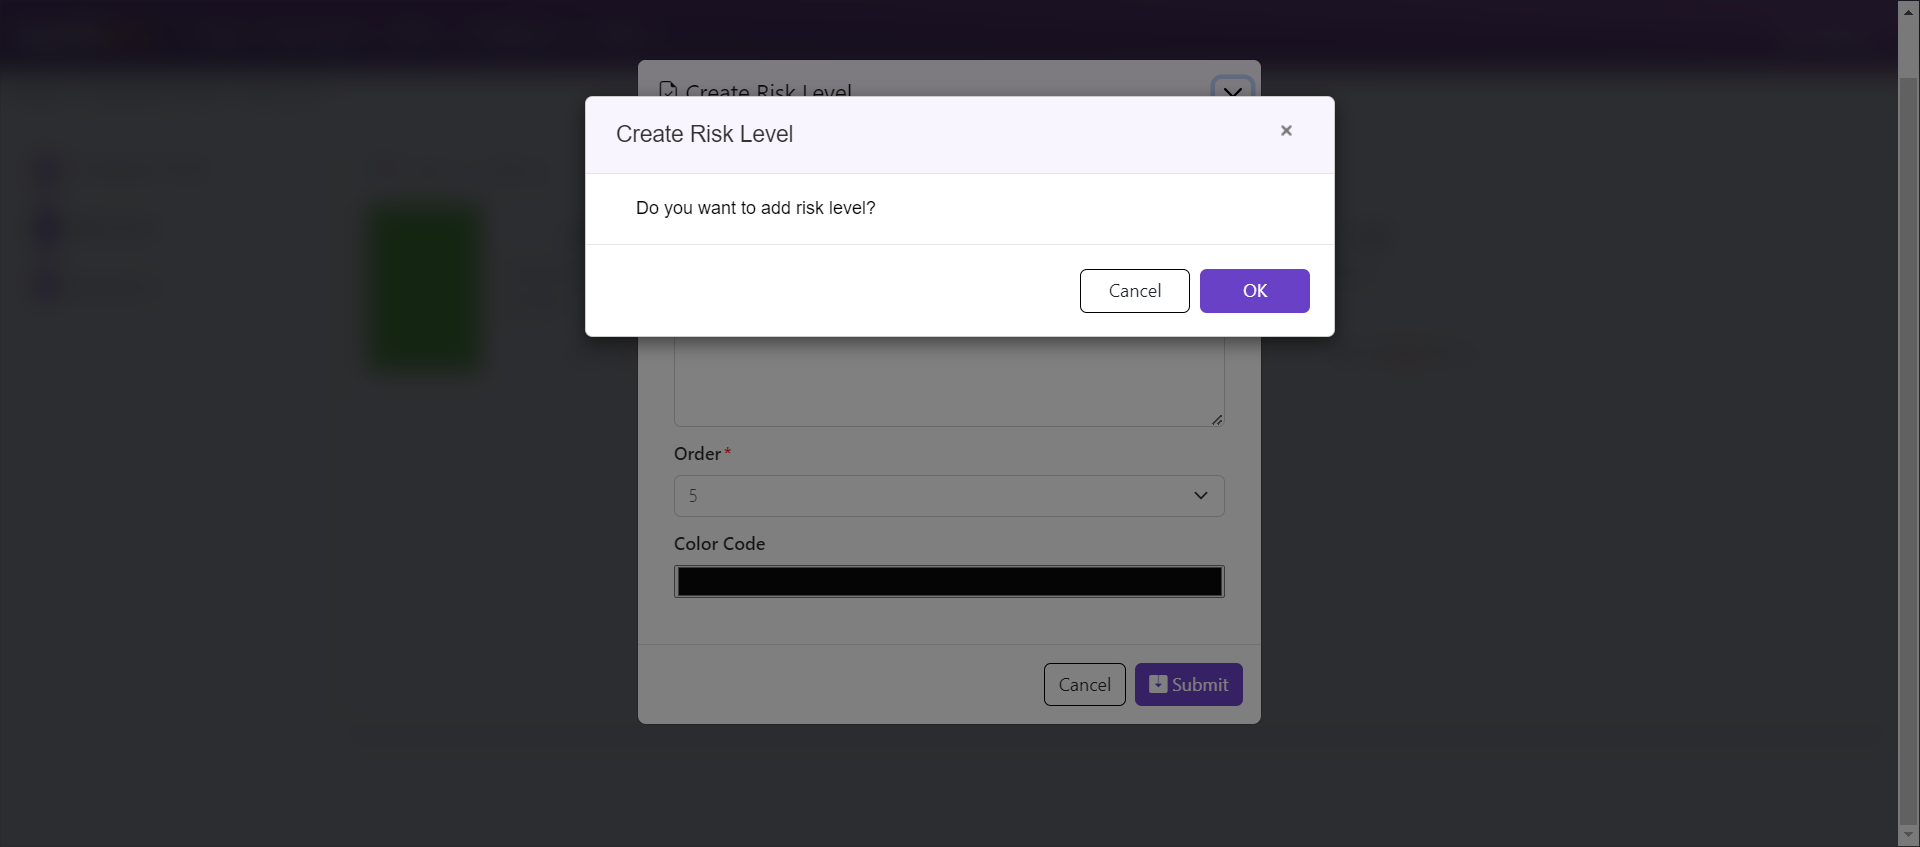 Create Risk Level
Create Risk Level
×
Do you want to add risk level?
Cancel
OK
Order*
5
Color Code
Cancel
Submit